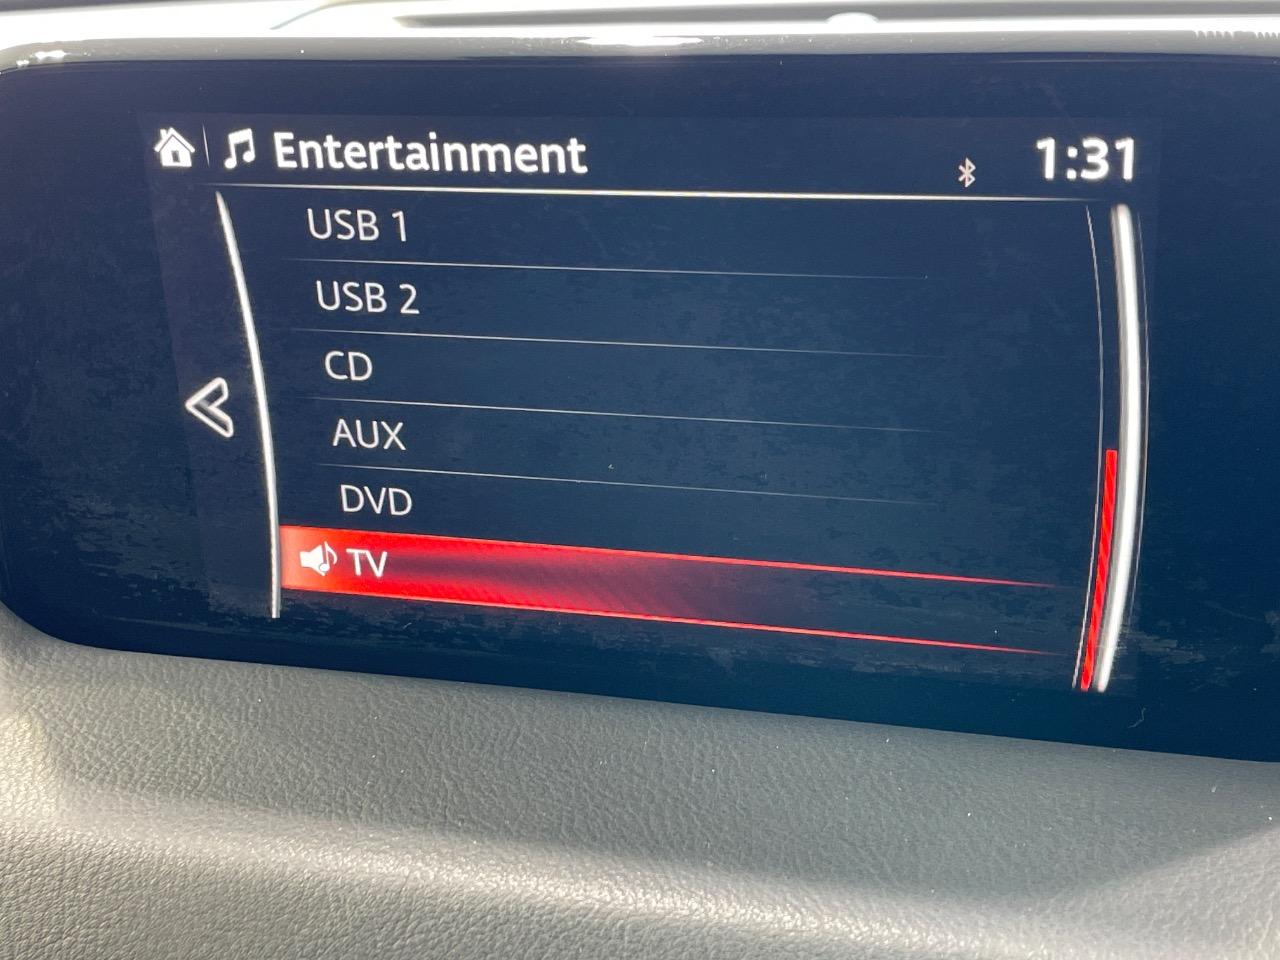 Entertainment 1:31
USB 1
USB 2
CD
AUX
DVD
TV